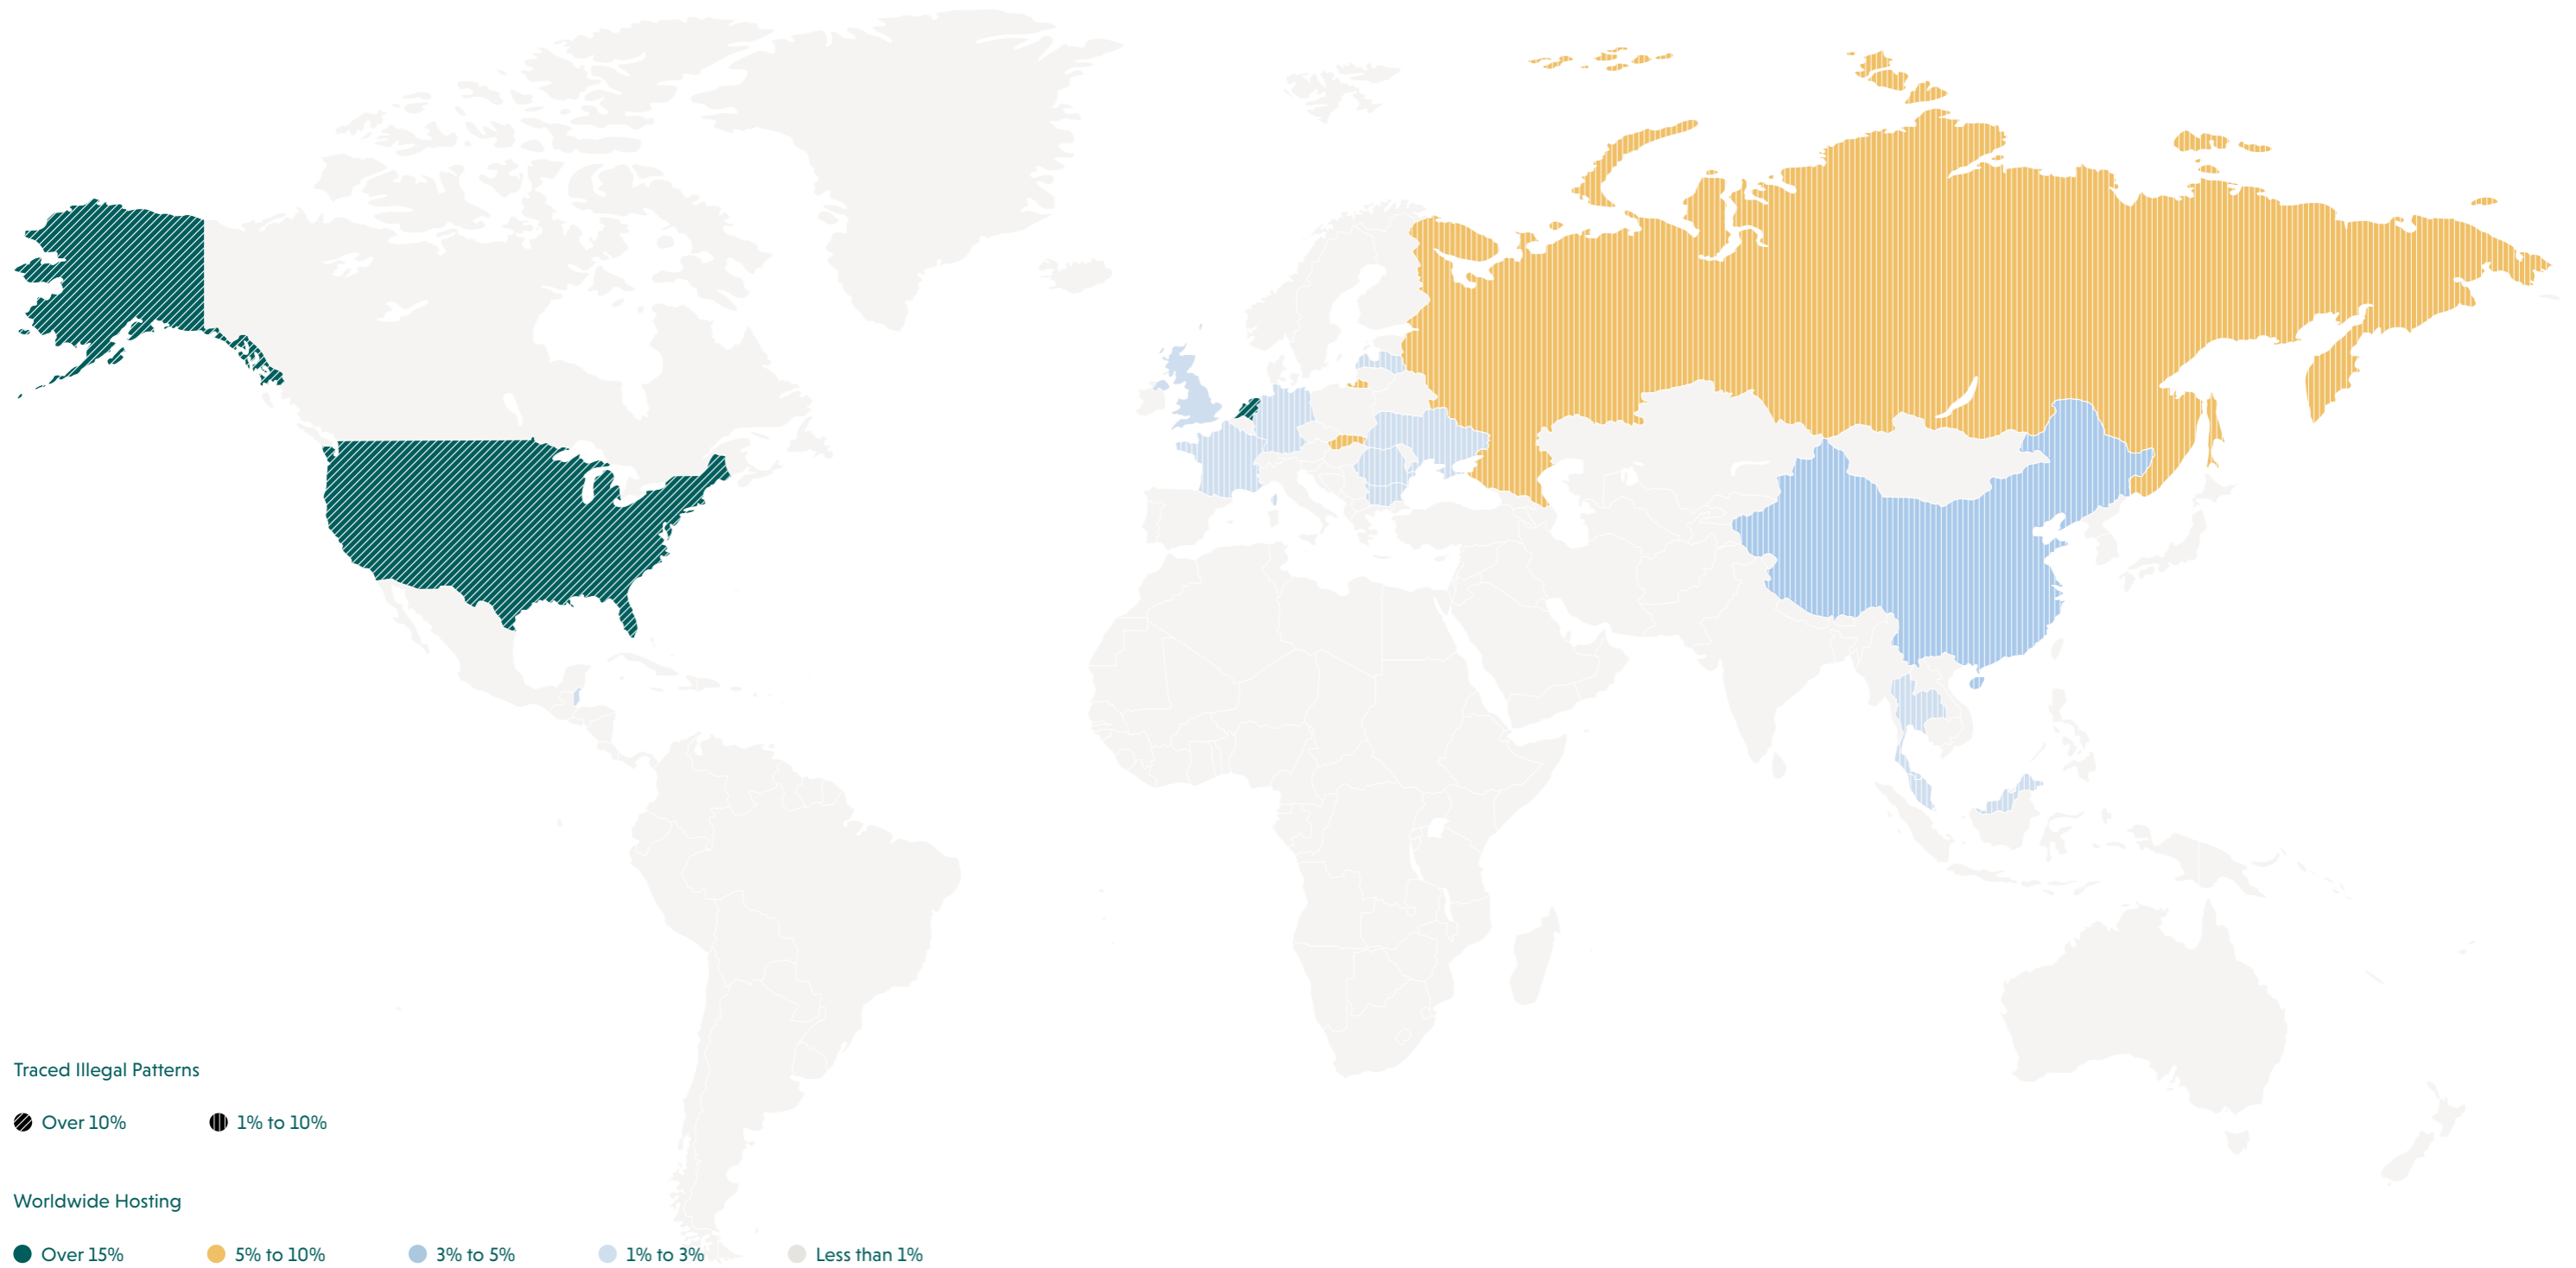 Traced Illegal Patterns
Over 10% 1% to 10%
Worldwide Hosting
Over 15% 5% to 10% 3% to 5% 1% to 3% Less than 1%